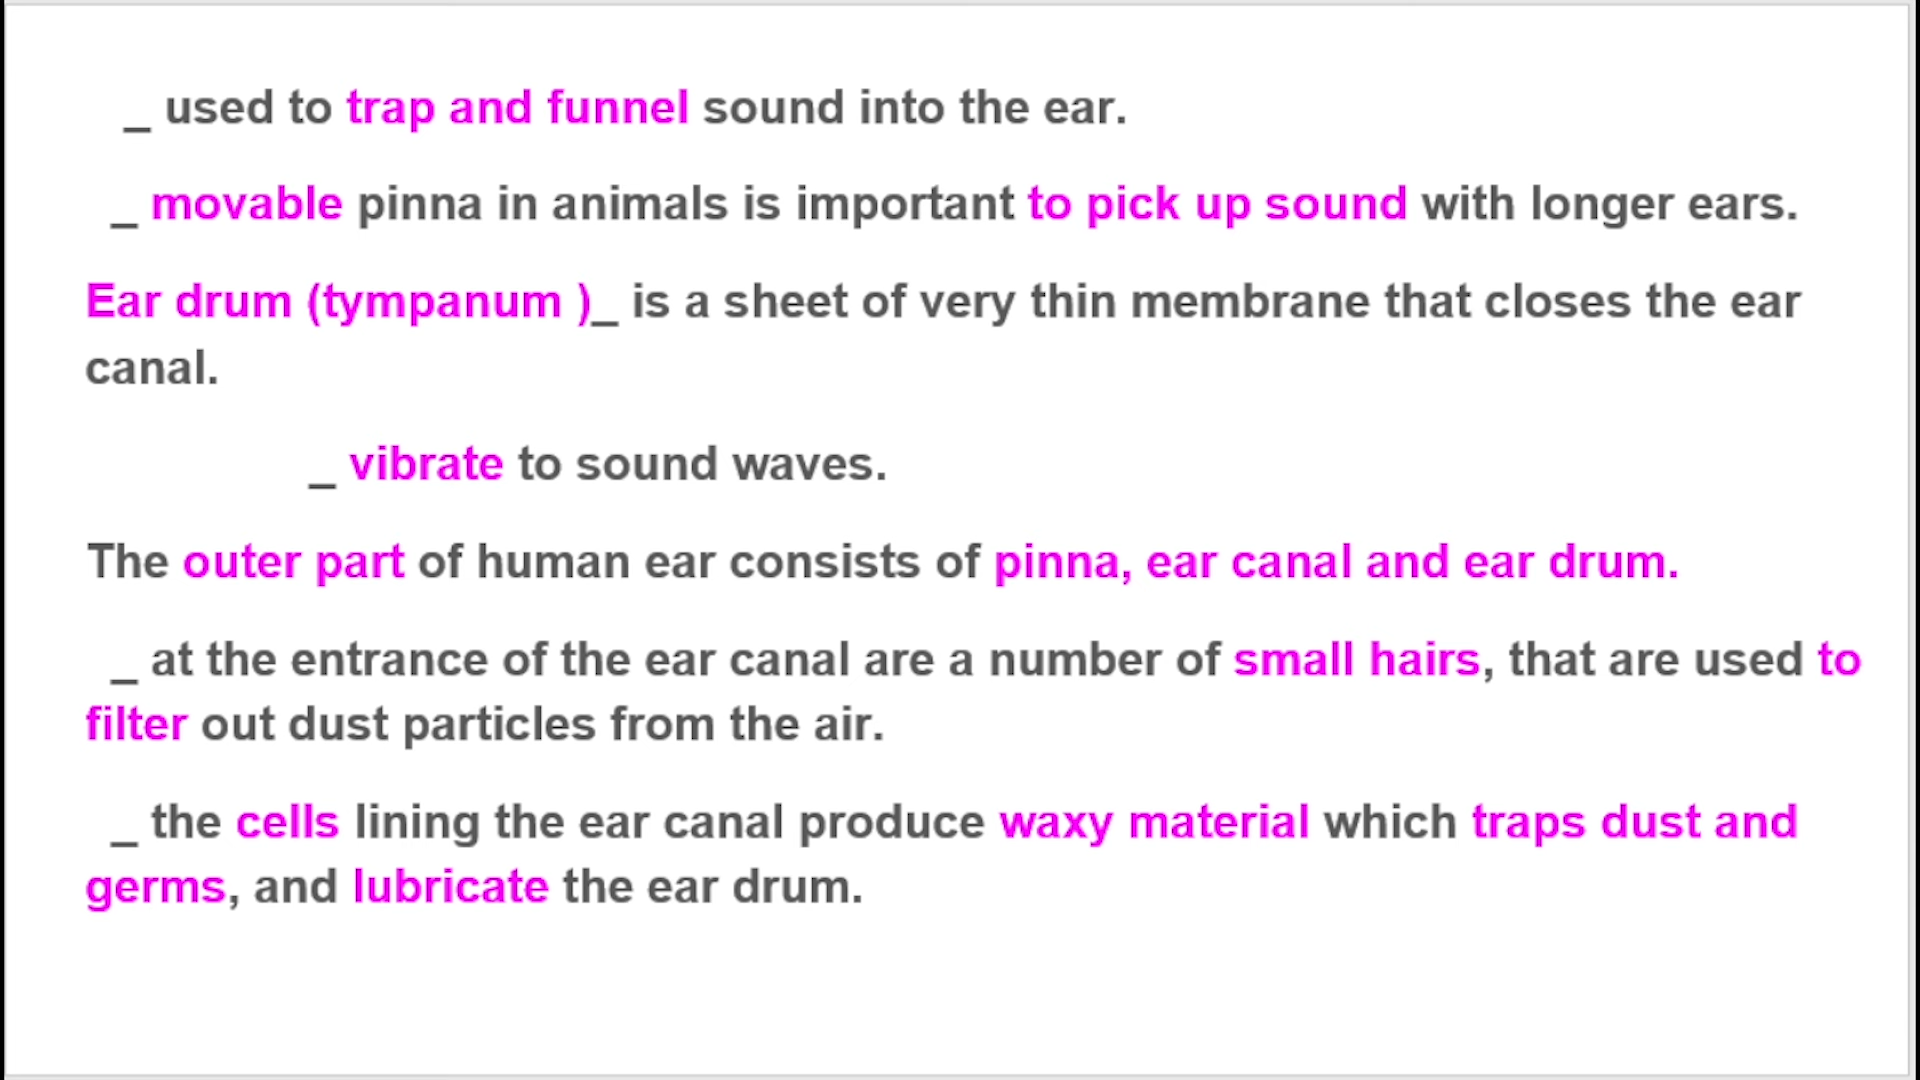 _ used to trap and funnel sound into the ear.
_ movable pinna in animals is important to pick up sound with longer ears.
Ear drum (tympanum )_ is a sheet of very thin membrane that closes the ear
canal.
_ vibrate to sound waves.
The outer part of human ear consists of pinna, ear canal and ear drum.
_ at the entrance of the ear canal are a number of small hairs, that are used to
filter out dust particles from the air.
_ the cells lining the ear canal produce waxy material which traps dust and
germs, and lubricate the ear drum.